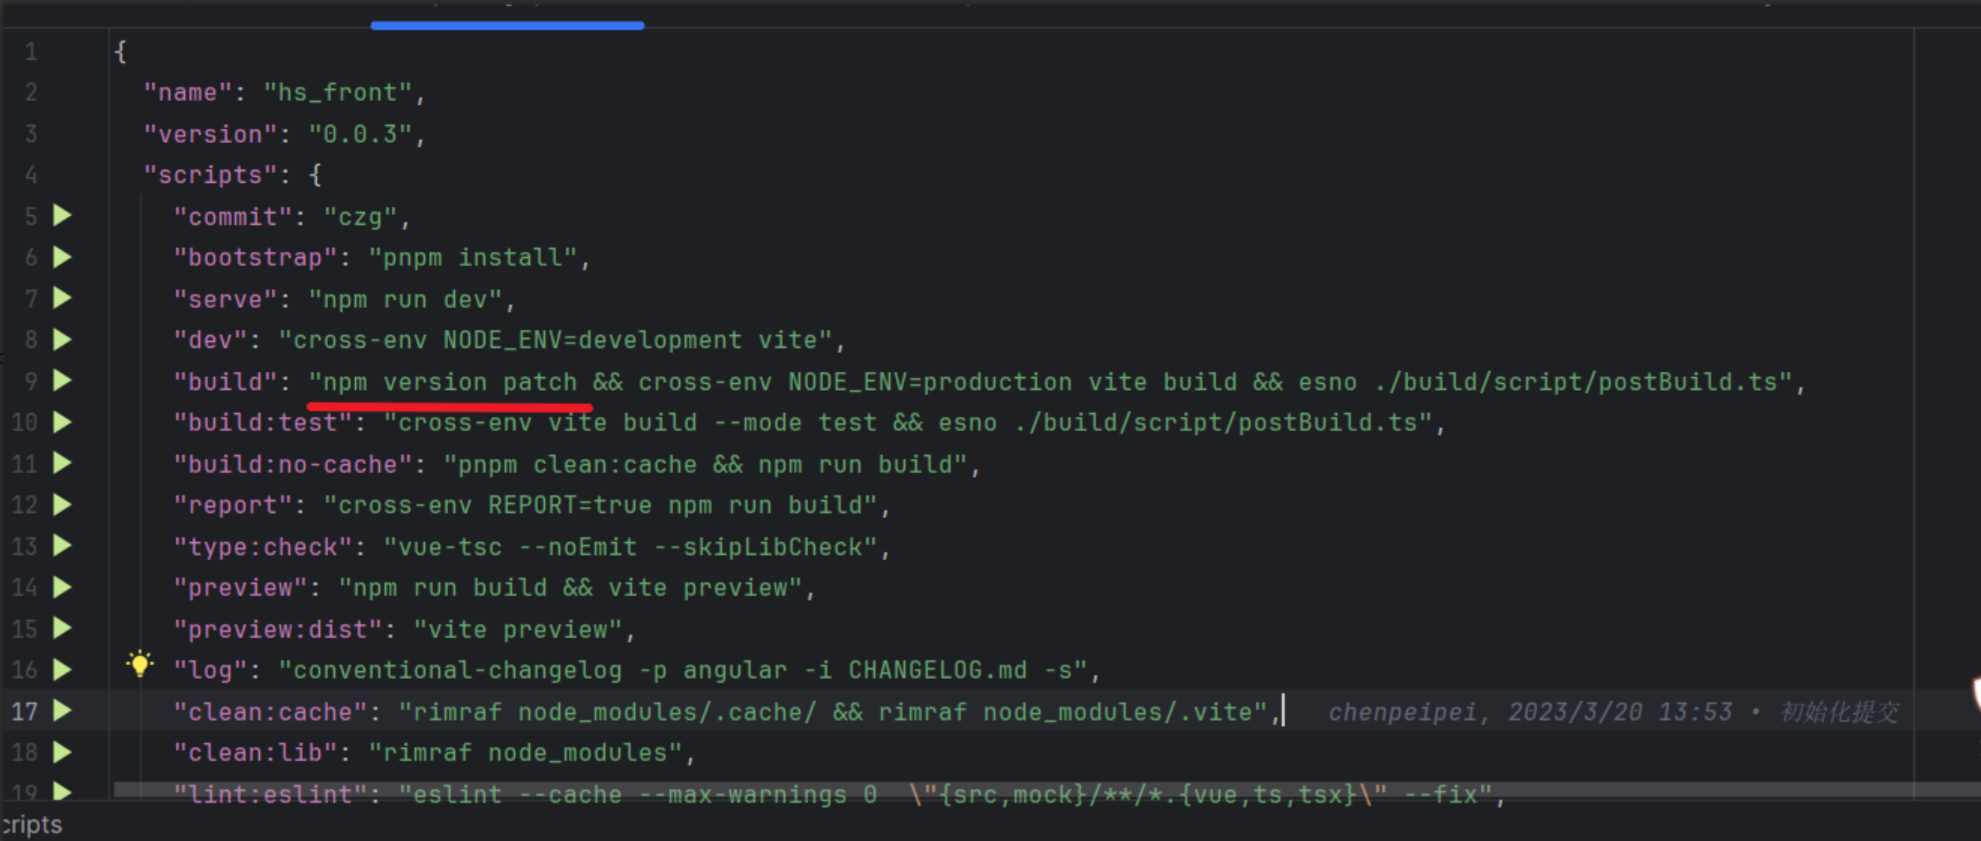 1 {
2 "name": "hs_front",
3 "version": "0.0.3",
4 "scripts": {
5 "commit": "czg",
6 "bootstrap": "pnpm install",
7 "serve": "npm run dev",
8 "dev": "cross-env NODE_ENV=development vite",
9 "build": "npm version patch && cross-env NODE_ENV=production vite build && esno ./build/script/postBuild.ts",
10 "build:test": "cross-env vite build --mode test && esno ./build/script/postBuild.ts",
11 "build:no-cache": "pnpm clean:cache && npm run build",
12 "report": "cross-env REPORT=true npm run build",
13 "type:check": "vue-tsc --noEmit --skipLibCheck",
14 "preview": "npm run build && vite preview",
15 "preview:dist": "vite preview",
16 "log": "conventional-changelog -p angular -i CHANGELOG.md -s",
17 "clean:cache": "rimraf node_modules/.cache/ && rimraf node_modules/.vite", chenpeipei, 2023/3/20 13:53 • 初始化提交
18 "clean:lib": "rimraf node_modules",
19 "lint:eslint": "eslint --cache --max-warnings 0  \"{src,mock}/**/*.{vue,ts,tsx}\" --fix",
cripts